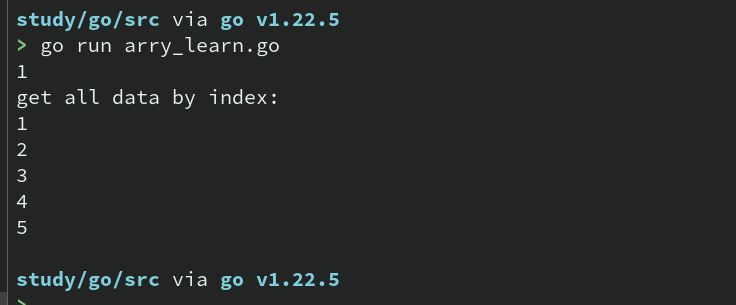 study/go/src via go v1.22.5
> go run arry_learn.go
1
get all data by index:
1
2
3
4
5
study/go/src via go v1.22.5
>